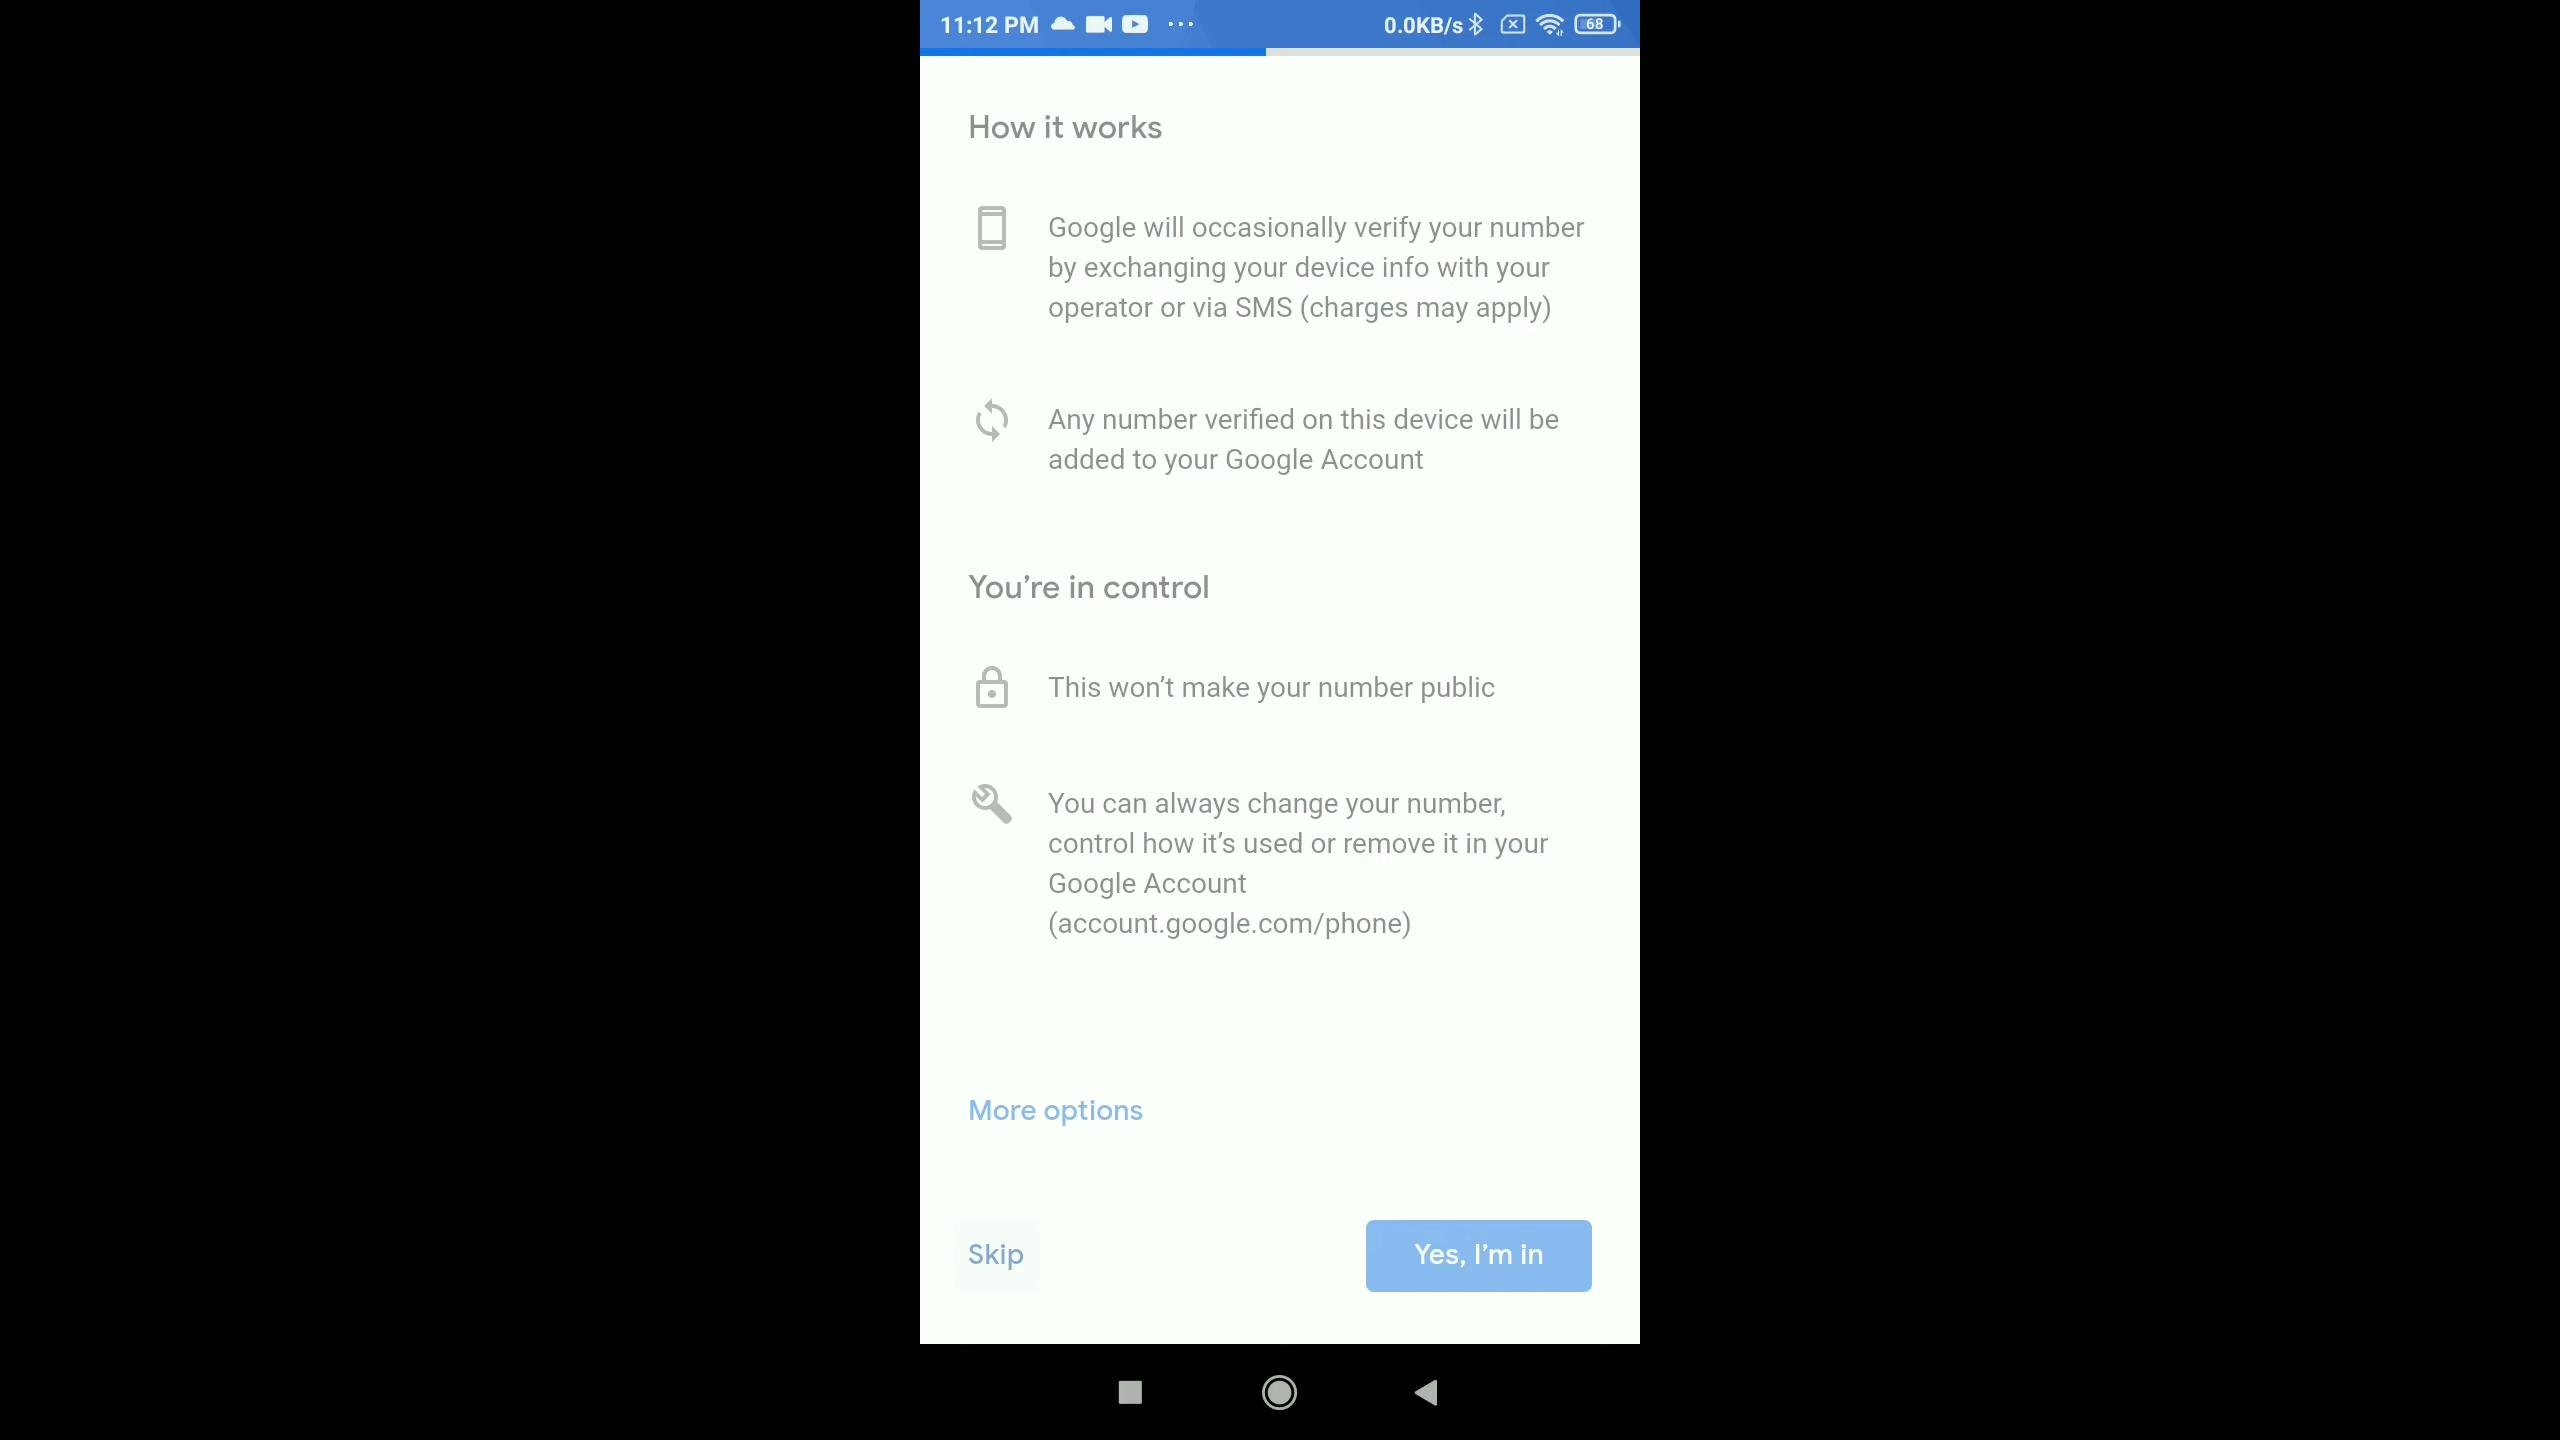 11:12 PM
0.0KB/s
68
How it works
Google will occasionally verify your number
by exchanging your device info with your
operator or via SMS (charges may apply)
Any number verified on this device will be
added to your Google Account
You’re in control
This won’t make your number public
You can always change your number,
control how it’s used or remove it in your
Google Account
(account.google.com/phone)
More options
Skip
Yes, I’m in